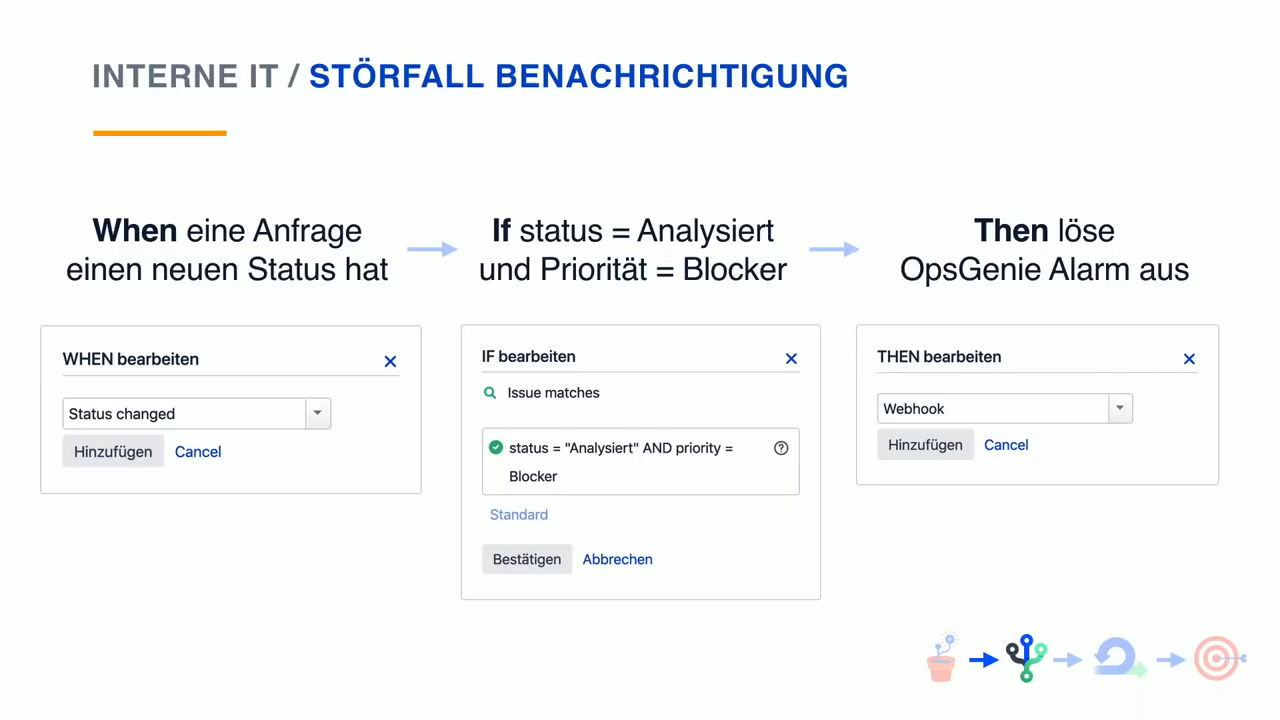 INTERNE IT / STÖRFALL BENACHRICHTIGUNG
When eine Anfrage
einen neuen Status hat
If status = Analysiert
und Priorität = Blocker
Then löse
OpsGenie Alarm aus
WHEN bearbeiten
Status changed
Hinzufügen Cancel
IF bearbeiten
Issue matches
status = "Analysiert" AND priority =
Blocker
Standard
Bestätigen Abbrechen
THEN bearbeiten
Webhook
Hinzufügen Cancel